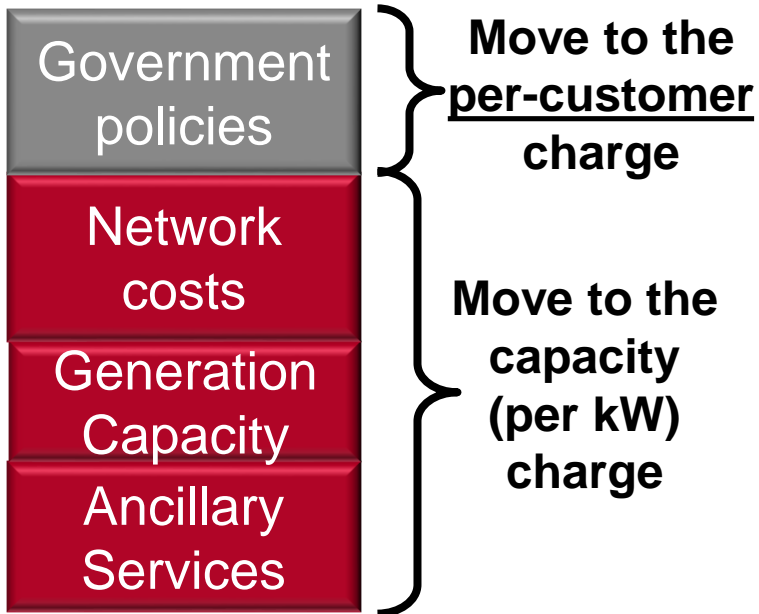 Government
policies
Move to the
per-customer
charge
Network
costs
Generation
Capacity
Ancillary
Services
Move to the
capacity
(per kW)
charge